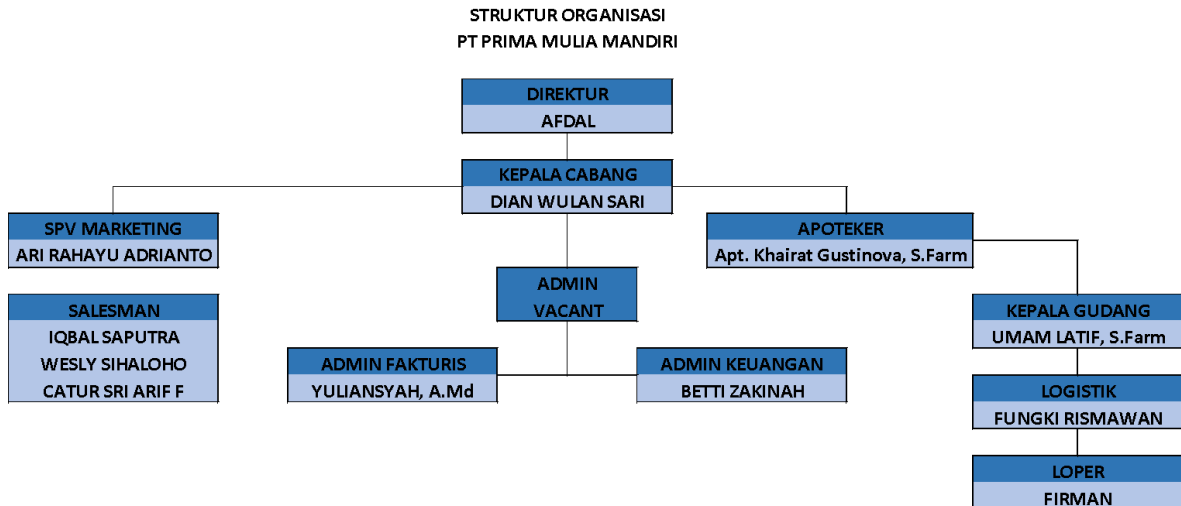 STRUKTUR ORGANISASI
PT PRIMA MULIA MANDIRI
DIREKTUR
AFDAL
KEPALA CABANG
DIAN WULAN SARI
SPV MARKETING
ARI RAHAYU ADRIANTO
APOTEKER
Apt. Khairat Gustinova, S.Farm
ADMIN
VACANT
SALESMAN
IQBAL SAPUTRA
WESLY SIHALOHO
CATUR SRI ARIF F
KEPALA GUDANG
UMAM LATIF, S.Farm
ADMIN FAKTURIS
YULIANSYAH, A.Md
ADMIN KEUANGAN
BETTI ZAKINAH
LOGISTIK
FUNGKI RISMAWAN
LOPER
FIRMAN